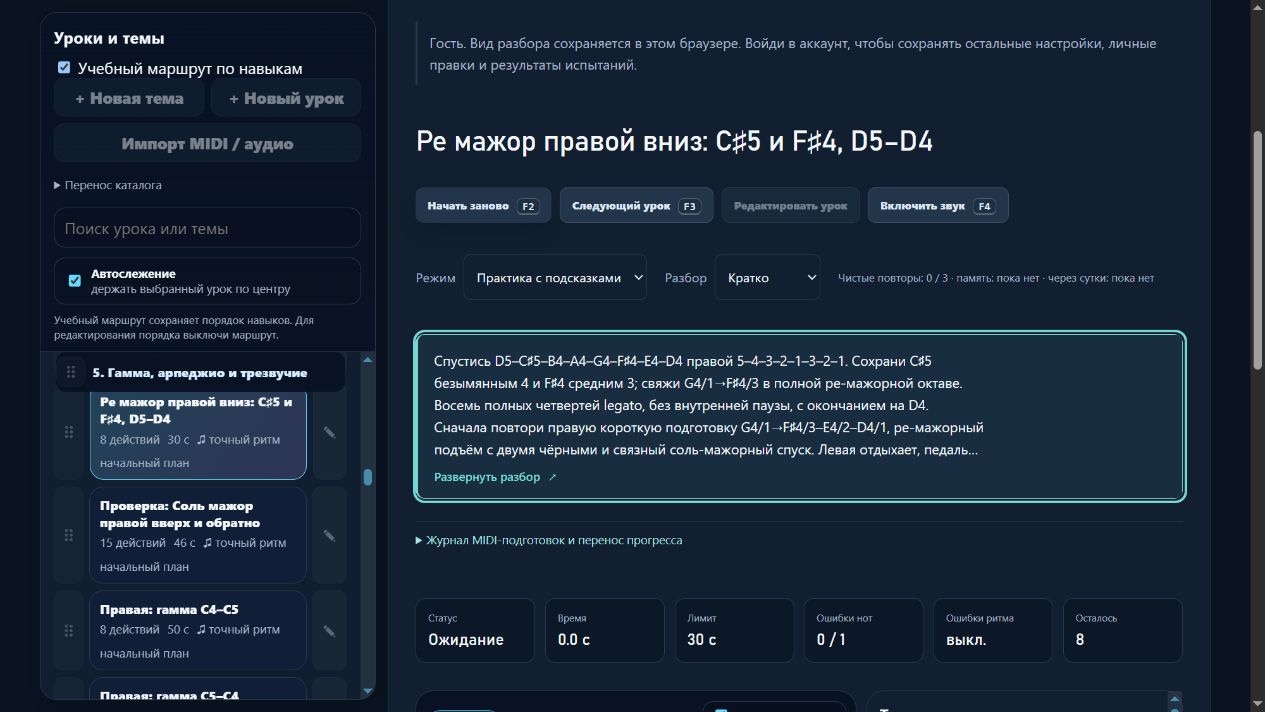 Уроки и темы
Учебный маршрут по навыкам
+ Новая тема
+ Новый урок
Импорт MIDI / аудио
Перенос каталога
Поиск урока или темы
Автослежение
держать выбранный урок по центру
Учебный маршрут сохраняет порядок навыков. Для
редактирования порядка выключи маршрут.
5. Гамма, арпеджио и трезвучие
Ре мажор правой вниз: C♯5 и
F♯4, D5–D4
8 действий 30 с ♫ точный ритм
начальный план
Проверка: Соль мажор
правой вверх и обратно
15 действий 46 с ♫ точный ритм
начальный план
Правая: гамма C4–C5
8 действий 50 с ♫ точный ритм
начальный план
Правая: гамма C5–C4
Гость. Вид разбора сохраняется в этом браузере. Войди в аккаунт, чтобы сохранять остальные настройки, личные
правки и результаты испытаний.
Ре мажор правой вниз: C♯5 и F♯4, D5–D4
Начать заново F2
Следующий урок F3
Редактировать урок
Включить звук F4
Режим
Практика с подсказками
Разбор
Кратко
Чистые повторы: 0 / 3 · память: пока нет · через сутки: пока нет
Спустись D5–C♯5–B4–A4–G4–F♯4–E4–D4 правой 5–4–3–2–1–3–2–1. Сохрани C♯5
безымянным 4 и F♯4 средним 3; свяжи G4/1→F♯4/3 в полной ре-мажорной октаве.
Восемь полных четвертей legato, без внутренней паузы, с окончанием на D4.
Сначала повтори правую короткую подготовку G4/1→F♯4/3–E4/2–D4/1, ре-мажорный
подъём с двумя чёрными и связный соль-мажорный спуск. Левая отдыхает, педаль…
Развернуть разбор ↗
Журнал MIDI-подготовок и перенос прогресса
Статус
Ожидание
Время
0.0 с
Лимит
30 с
Ошибки нот
0 / 1
Ошибки ритма
выкл.
Осталось
8